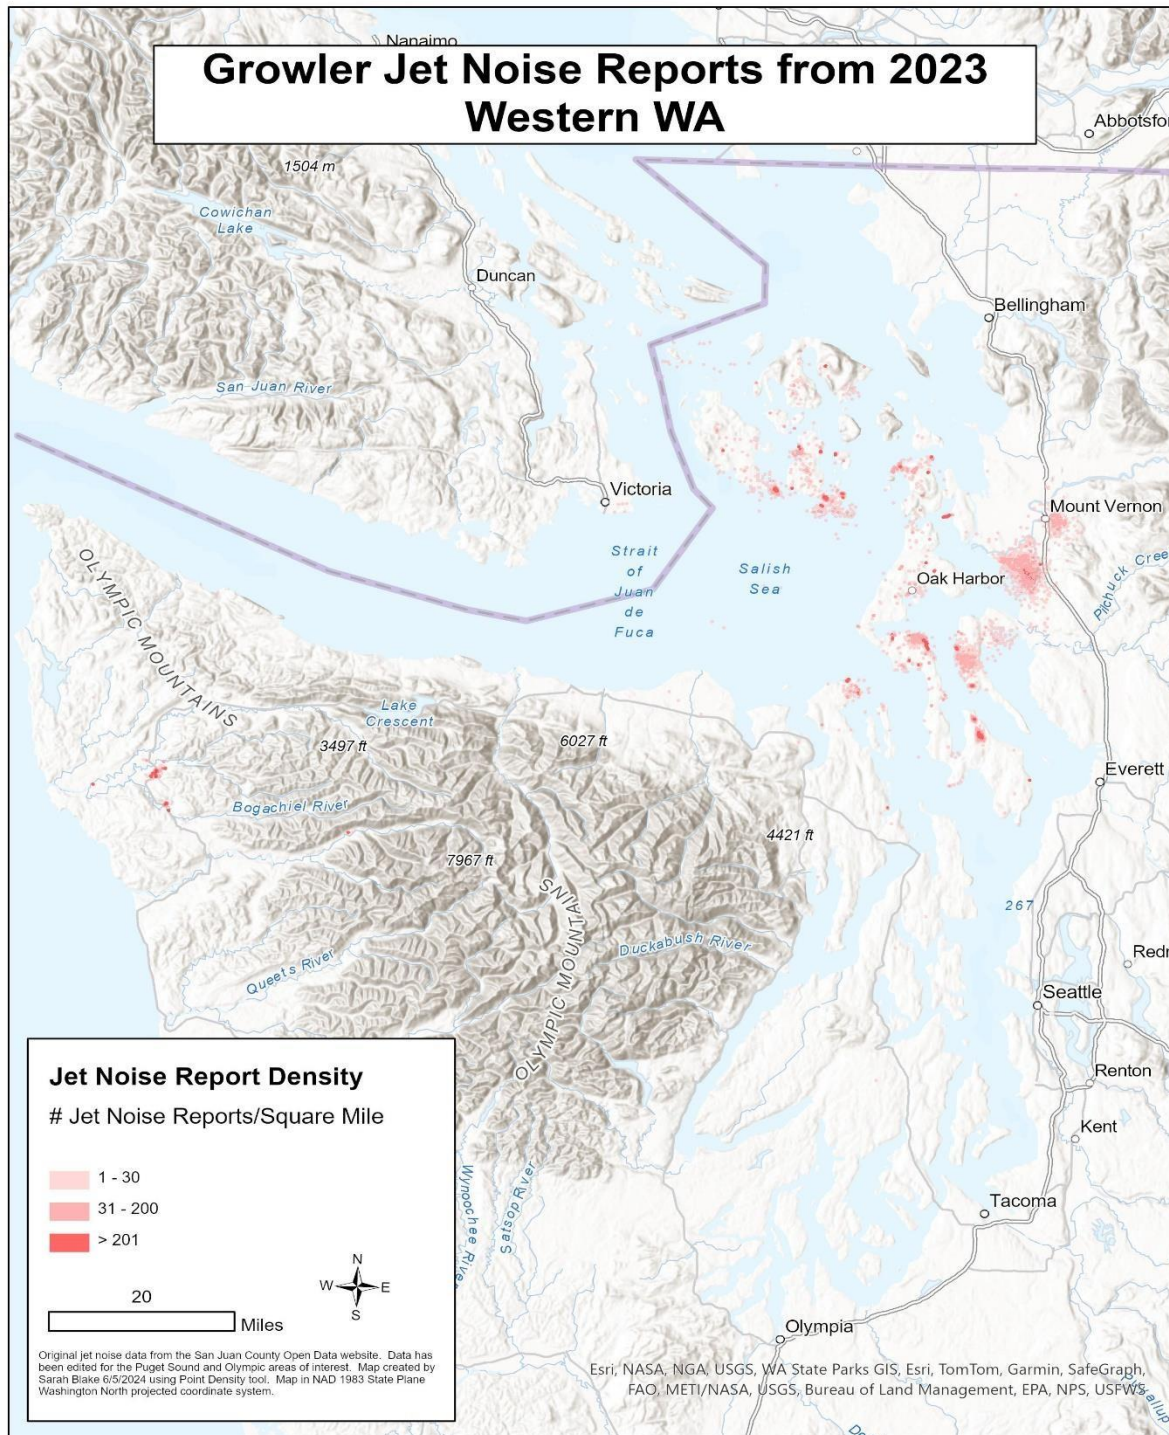 Nanaimo
Growler Jet Noise Reports from 2023
Western WA
Abbotsfor
1504 m
Cowichan
Lake
Duncan
Bellingham
San Juan River
Victoria
Mount Vernon
Strait
of
Juan
de
Fuca
Salish
Sea
Oak Harbor
Pilchuck Cree
OLYMPIC MOUNTAINS
Lake
Crescent
3497 ft
6027 ft
Everett
Bogachiel River
4421 ft
7967 ft
267
OLYMPIC MOUNTAINS
Duckabush River
Queets River
Redr
Seattle
Renton
Kent
Wynoochee River
Satsop River
Tacoma
Olympia
Jet Noise Report Density
# Jet Noise Reports/Square Mile
1 - 30
31 - 200
> 201
N
W E
S
20
Miles
Original jet noise data from the San Juan County Open Data website. Data has
been edited for the Puget Sound and Olympic areas of interest. Map created by
Sarah Blake 6/5/2024 using Point Density tool. Map in NAD 1983 State Plane
Washington North projected coordinate system.
Esri, NASA, NGA, USGS, WA State Parks GIS, Esri, TomTom, Garmin, SafeGraph,
FAO, METI/NASA, USGS, Bureau of Land Management, EPA, NPS, USFWS